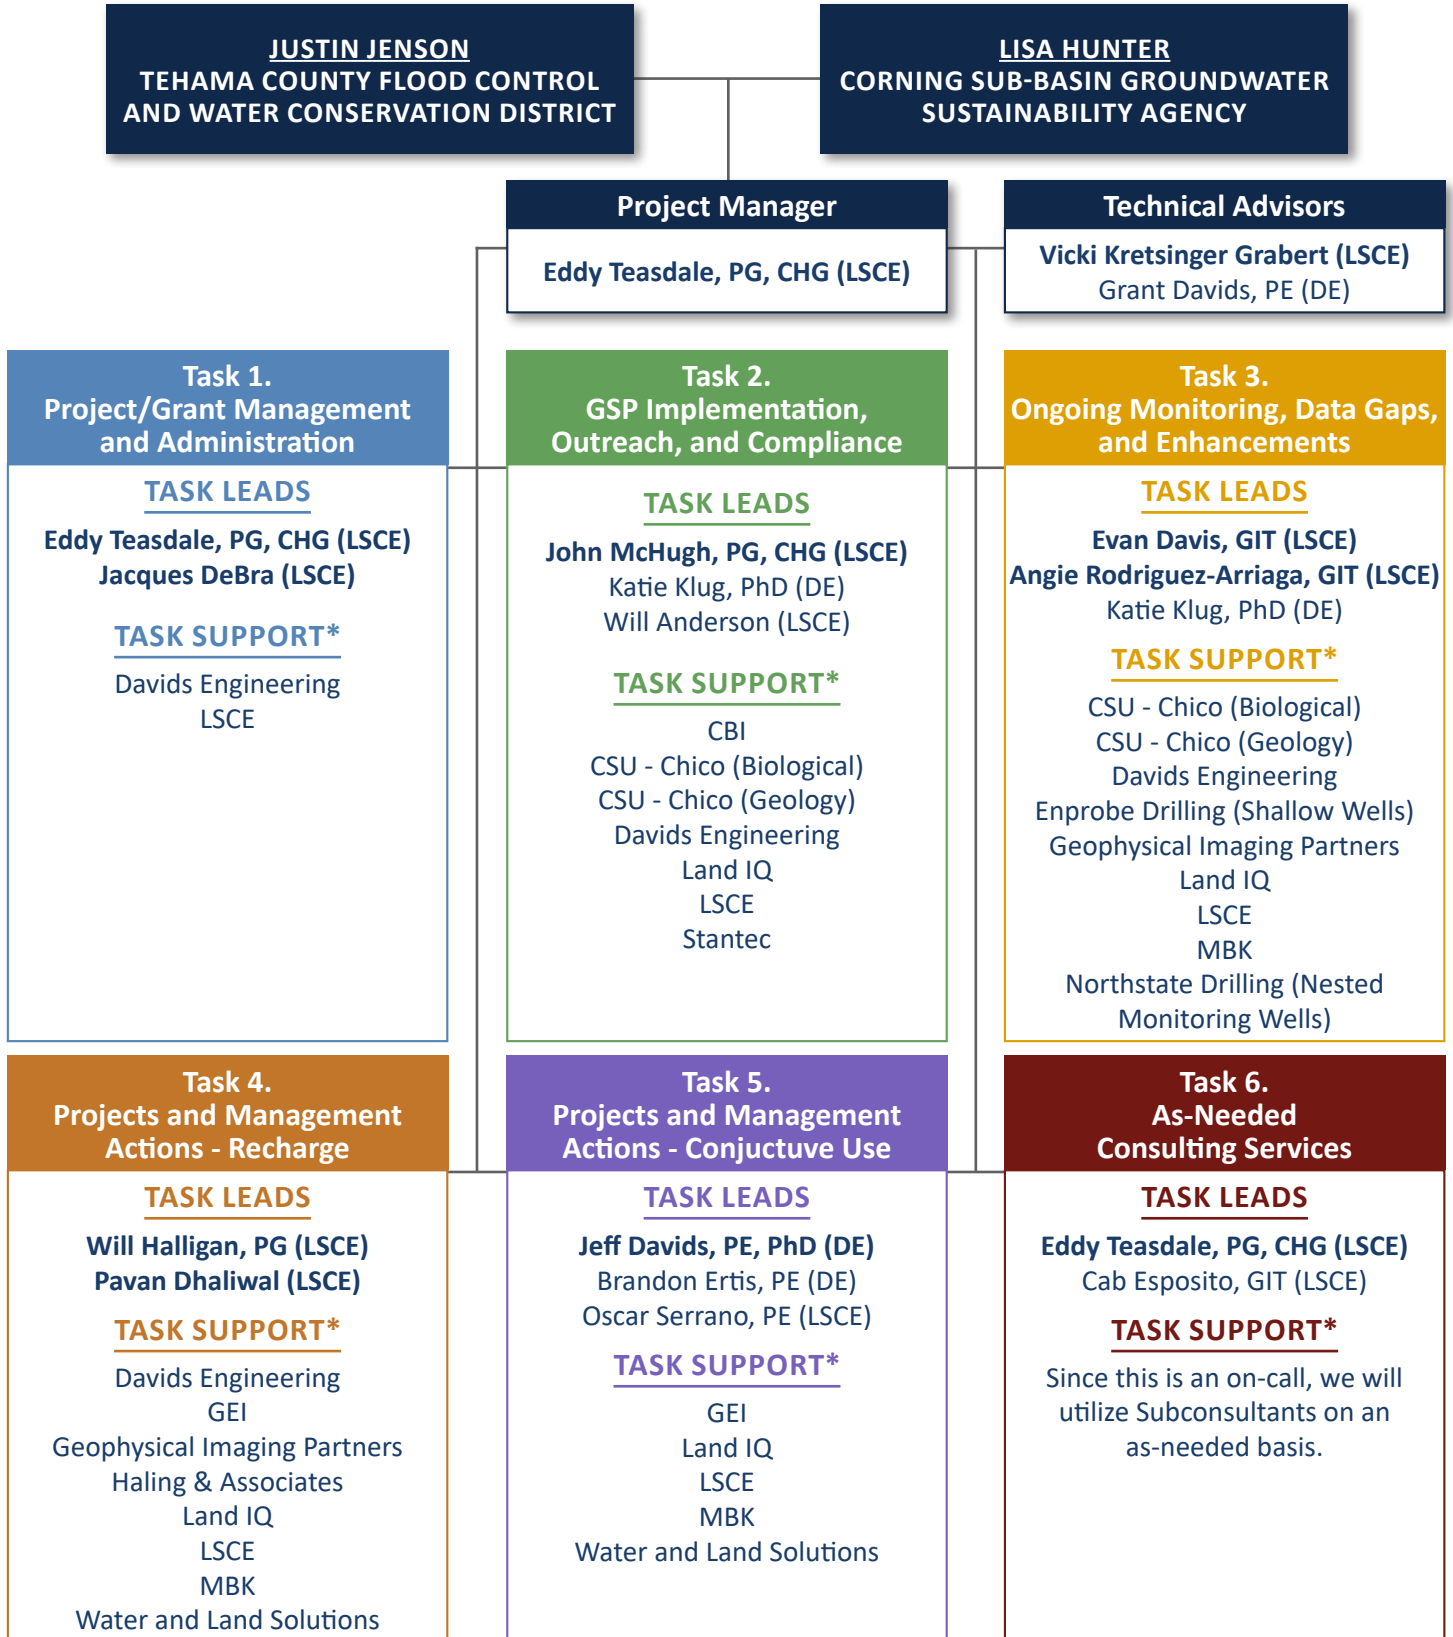 JUSTIN JENSON
TEHAMA COUNTY FLOOD CONTROL
AND WATER CONSERVATION DISTRICT
LISA HUNTER
CORNING SUB-BASIN GROUNDWATER
SUSTAINABILITY AGENCY
Project Manager
Eddy Teasdale, PG, CHG (LSCE)
Technical Advisors
Vicki Kretsinger Grabert (LSCE)
Grant Davids, PE (DE)
Task 1.
Project/Grant Management
and Administration
TASK LEADS
Eddy Teasdale, PG, CHG (LSCE)
Jacques DeBra (LSCE)
TASK SUPPORT*
Davids Engineering
LSCE
Task 2.
GSP Implementation,
Outreach, and Compliance
TASK LEADS
John McHugh, PG, CHG (LSCE)
Katie Klug, PhD (DE)
Will Anderson (LSCE)
TASK SUPPORT*
CBI
CSU - Chico (Biological)
CSU - Chico (Geology)
Davids Engineering
Land IQ
LSCE
Stantec
Task 3.
Ongoing Monitoring, Data Gaps,
and Enhancements
TASK LEADS
Evan Davis, GIT (LSCE)
Angie Rodriguez-Arriaga, GIT (LSCE)
Katie Klug, PhD (DE)
TASK SUPPORT*
CSU - Chico (Biological)
CSU - Chico (Geology)
Davids Engineering
Enprobe Drilling (Shallow Wells)
Geophysical Imaging Partners
Land IQ
LSCE
MBK
Northstate Drilling (Nested
Monitoring Wells)
Task 4.
Projects and Management
Actions - Recharge
TASK LEADS
Will Halligan, PG (LSCE)
Pavan Dhaliwal (LSCE)
TASK SUPPORT*
Davids Engineering
GEI
Geophysical Imaging Partners
Haling & Associates
Land IQ
LSCE
MBK
Water and Land Solutions
Task 5.
Projects and Management
Actions - Conjuctuve Use
TASK LEADS
Jeff Davids, PE, PhD (DE)
Brandon Ertis, PE (DE)
Oscar Serrano, PE (LSCE)
TASK SUPPORT*
GEI
Land IQ
LSCE
MBK
Water and Land Solutions
Task 6.
As-Needed
Consulting Services
TASK LEADS
Eddy Teasdale, PG, CHG (LSCE)
Cab Esposito, GIT (LSCE)
TASK SUPPORT*
Since this is an on-call, we will
utilize Subconsultants on an
as-needed basis.